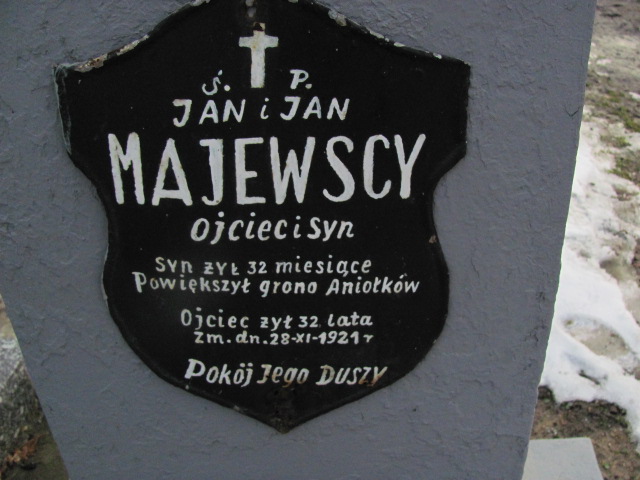 Ś. P.
JAN i JAN
MAJEWSCY
Ojciec i Syn
Syn żył 32 miesiące
Powiększył grono Aniołków
Ojciec żył 32 lata
Zm. dn. 28-XI-1921 r
Pokój Jego DUSZY